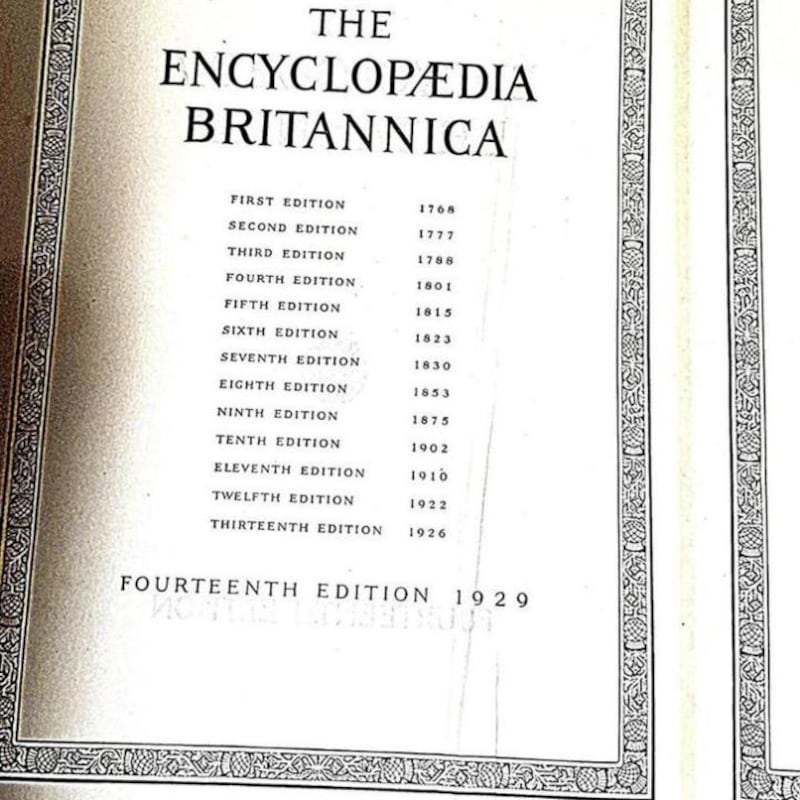 THE
ENCYCLOPÆDIA
BRITANNICA
FIRST EDITION 1768
SECOND EDITION 1777
THIRD EDITION 1788
FOURTH EDITION 1801
FIFTH EDITION 1815
SIXTH EDITION 1823
SEVENTH EDITION 1830
EIGHTH EDITION 1853
NINTH EDITION 1875
TENTH EDITION 1902
ELEVENTH EDITION 1910
TWELFTH EDITION 1922
THIRTEENTH EDITION 1926
FOURTEENTH EDITION 1929